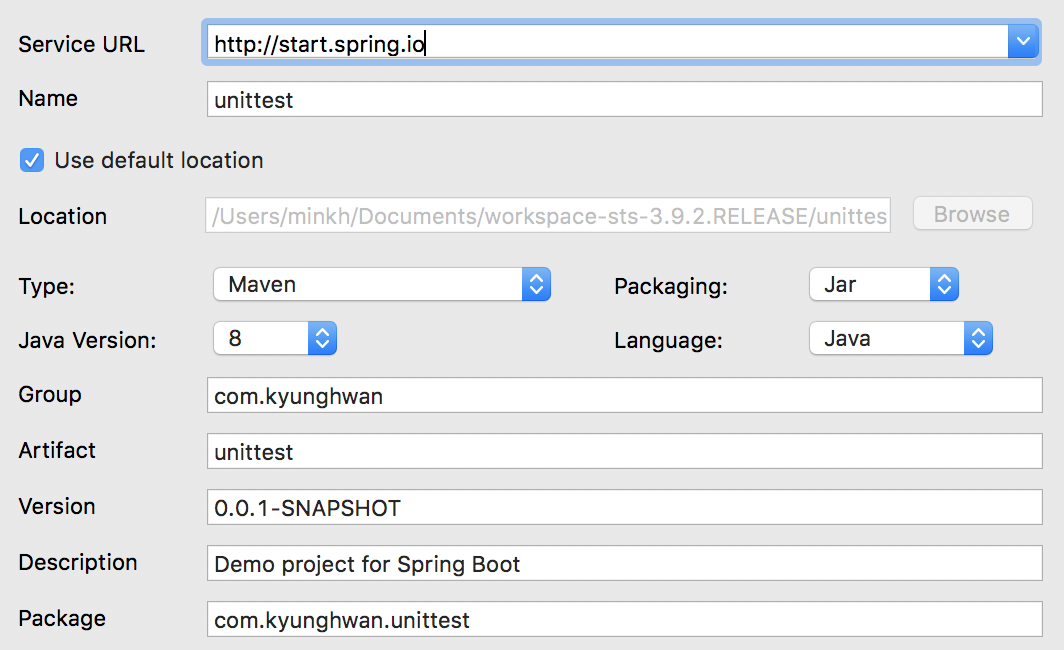 Service URL http://start.spring.io
Name unittest
Use default location
Location /Users/minkh/Documents/workspace-sts-3.9.2.RELEASE/unittes Browse
Type: Maven Packaging: Jar
Java Version: 8 Language: Java
Group com.kyunghwan
Artifact unittest
Version 0.0.1-SNAPSHOT
Description Demo project for Spring Boot
Package com.kyunghwan.unittest